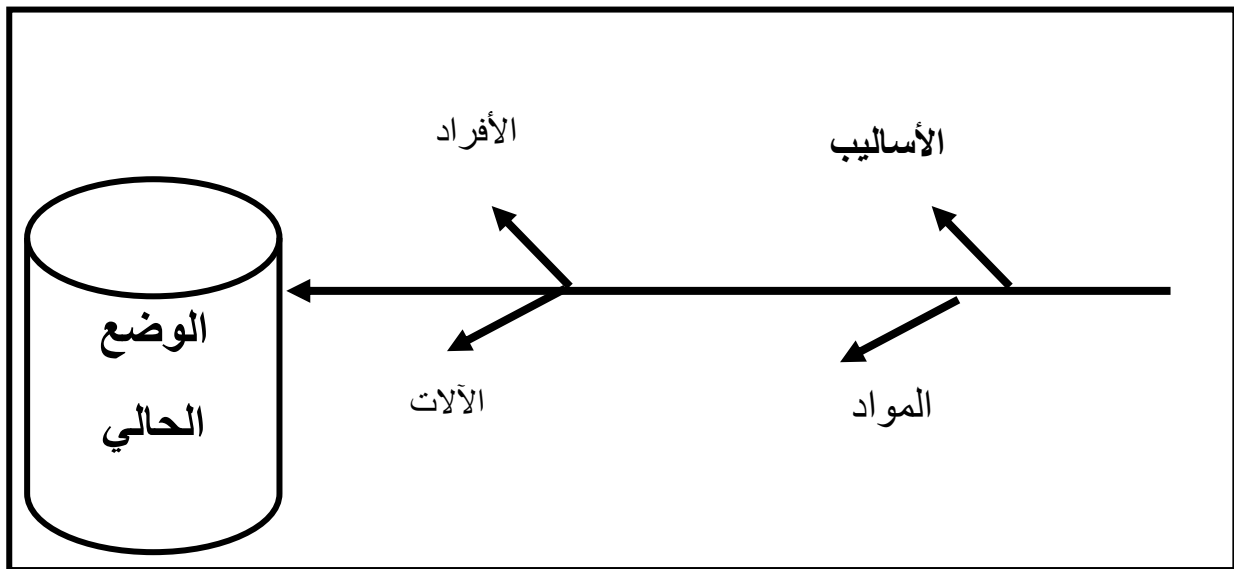 الأساليب
الأفراد
الوضع
الحالي
المواد
الآلات